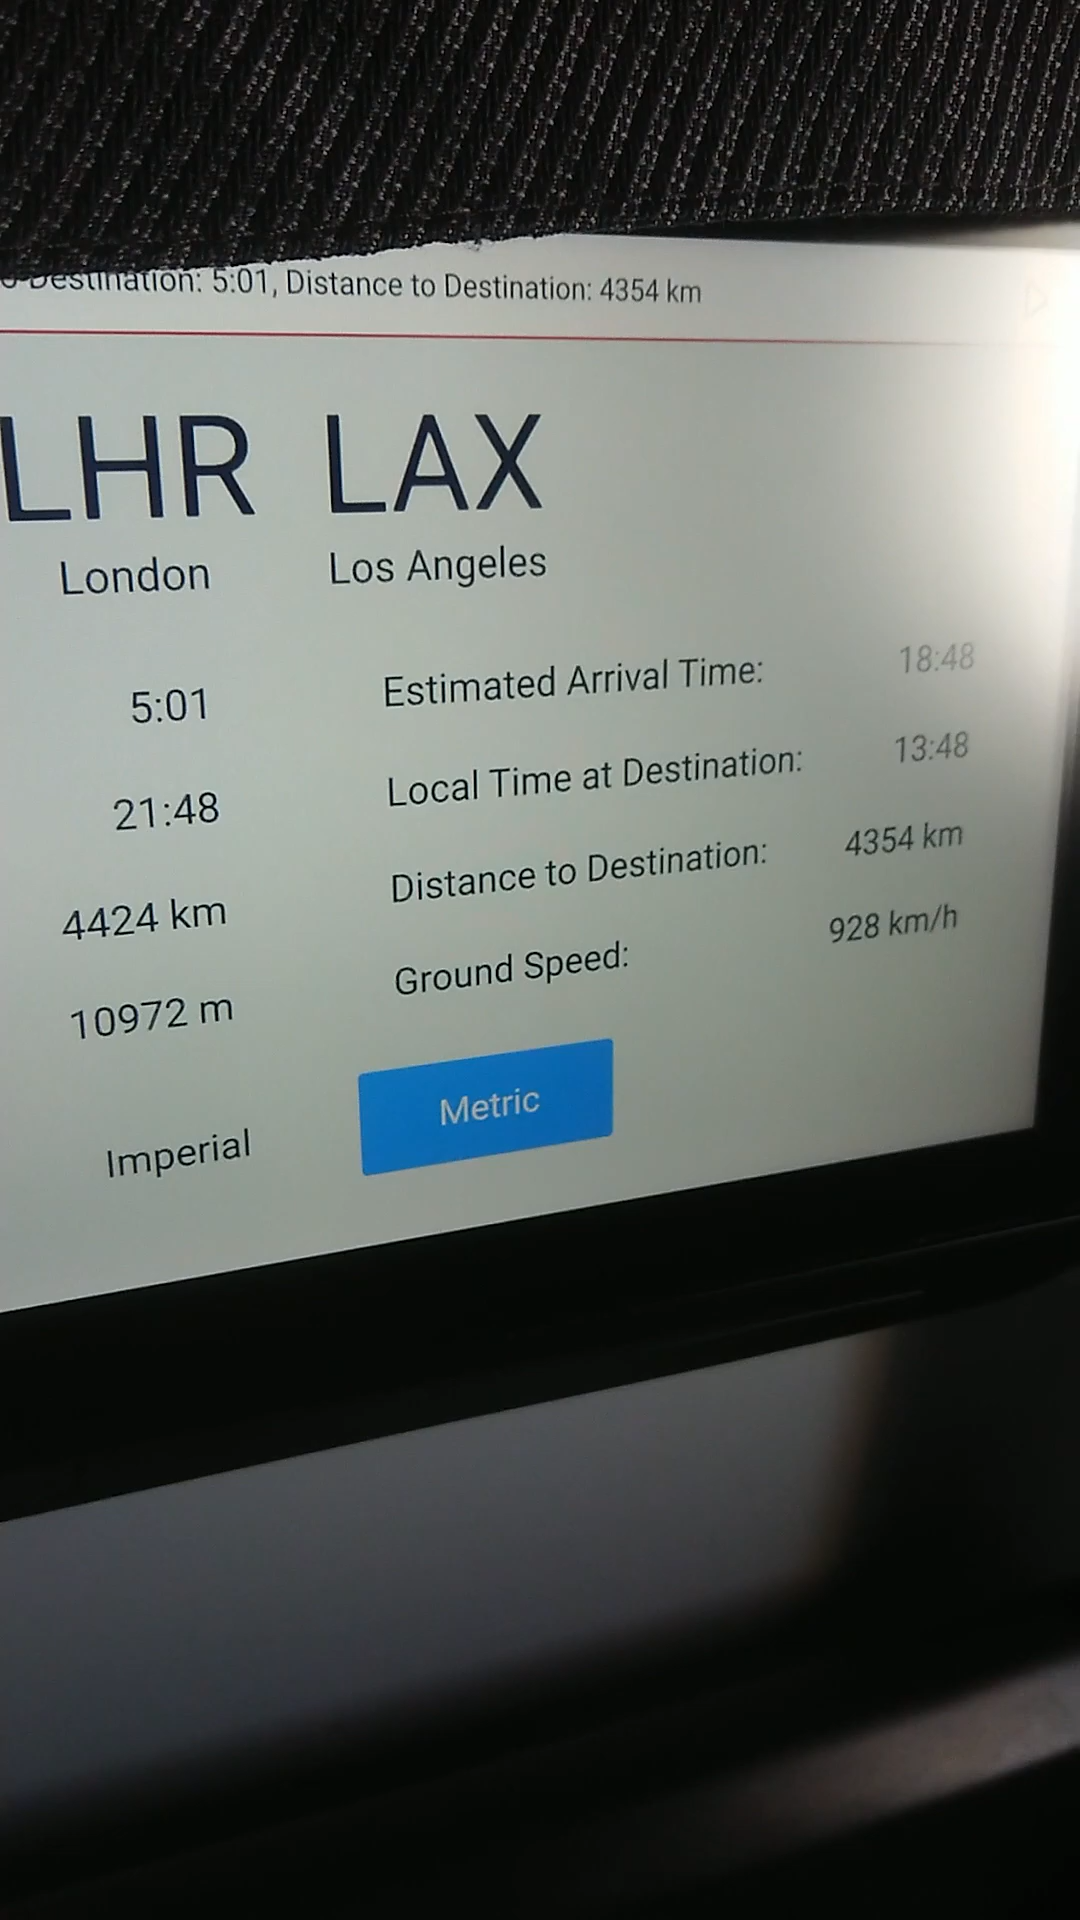 Destination: 5:01, Distance to Destination: 4354 km
LHR LAX
London Los Angeles
5:01 Estimated Arrival Time: 18:48
21:48 Local Time at Destination: 13:48
4424 km Distance to Destination: 4354 km
10972 m Ground Speed: 928 km/h
Imperial Metric